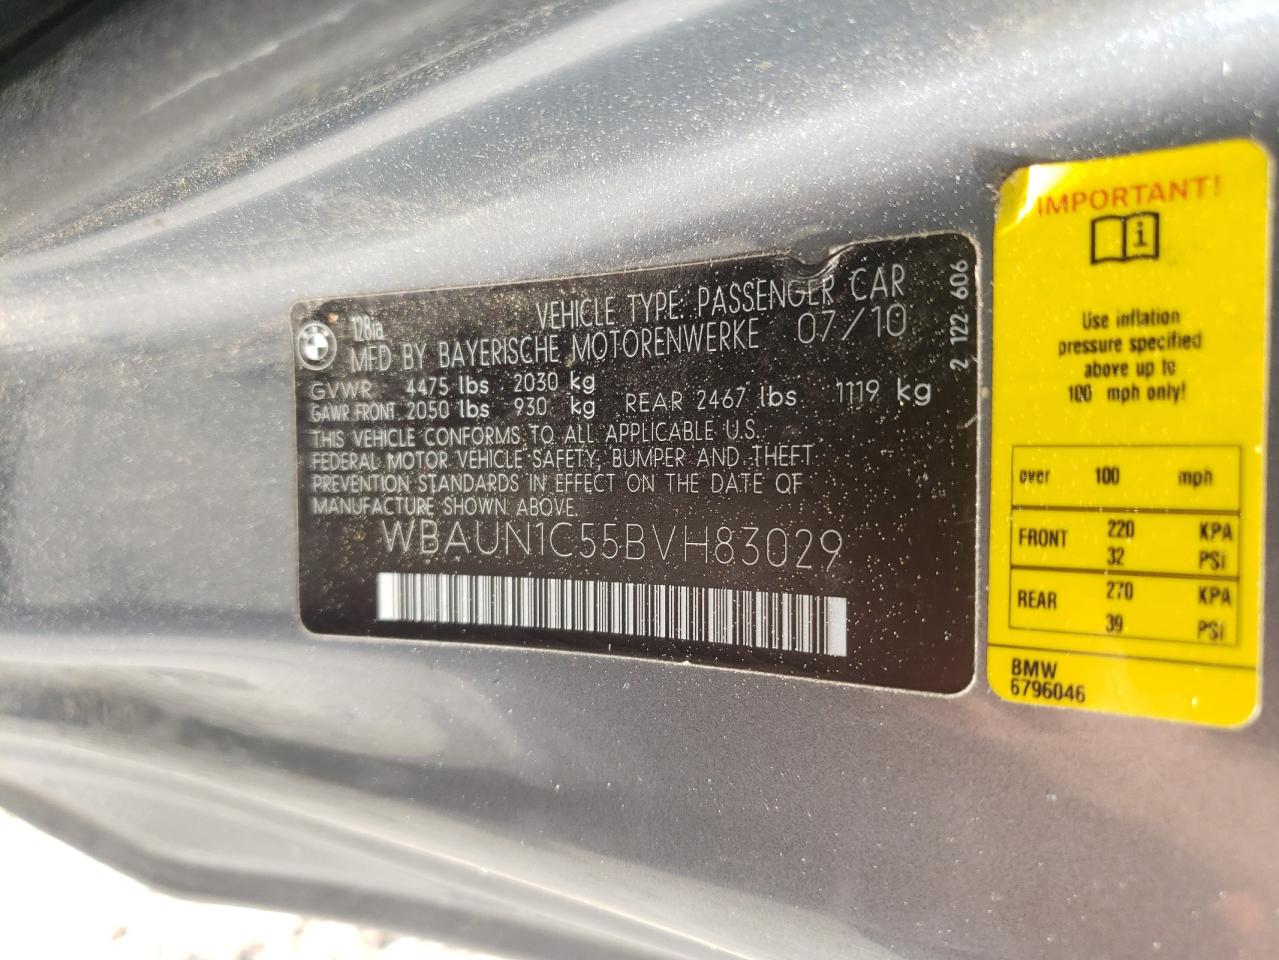 BMW
128ia
VEHICLE TYPE: PASSENGER CAR
MFD BY BAYERISCHE MOTORENWERKE 07/10
GVWR 4475 lbs 2030 kg
GAWR FRONT 2050 lbs 930 kg REAR 2467 lbs 1119 kg
THIS VEHICLE CONFORMS TO ALL APPLICABLE U.S.
FEDERAL MOTOR VEHICLE SAFETY, BUMPER AND THEFT
PREVENTION STANDARDS IN EFFECT ON THE DATE OF
MANUFACTURE SHOWN ABOVE.
WBAUN1C55BVH83029
2 122 606
IMPORTANT!
i
Use inflation
pressure specified
above up to
100 mph only!
over 100 mph
FRONT 220 KPA
32 PSI
REAR 270 KPA
39 PSI
BMW
6796046